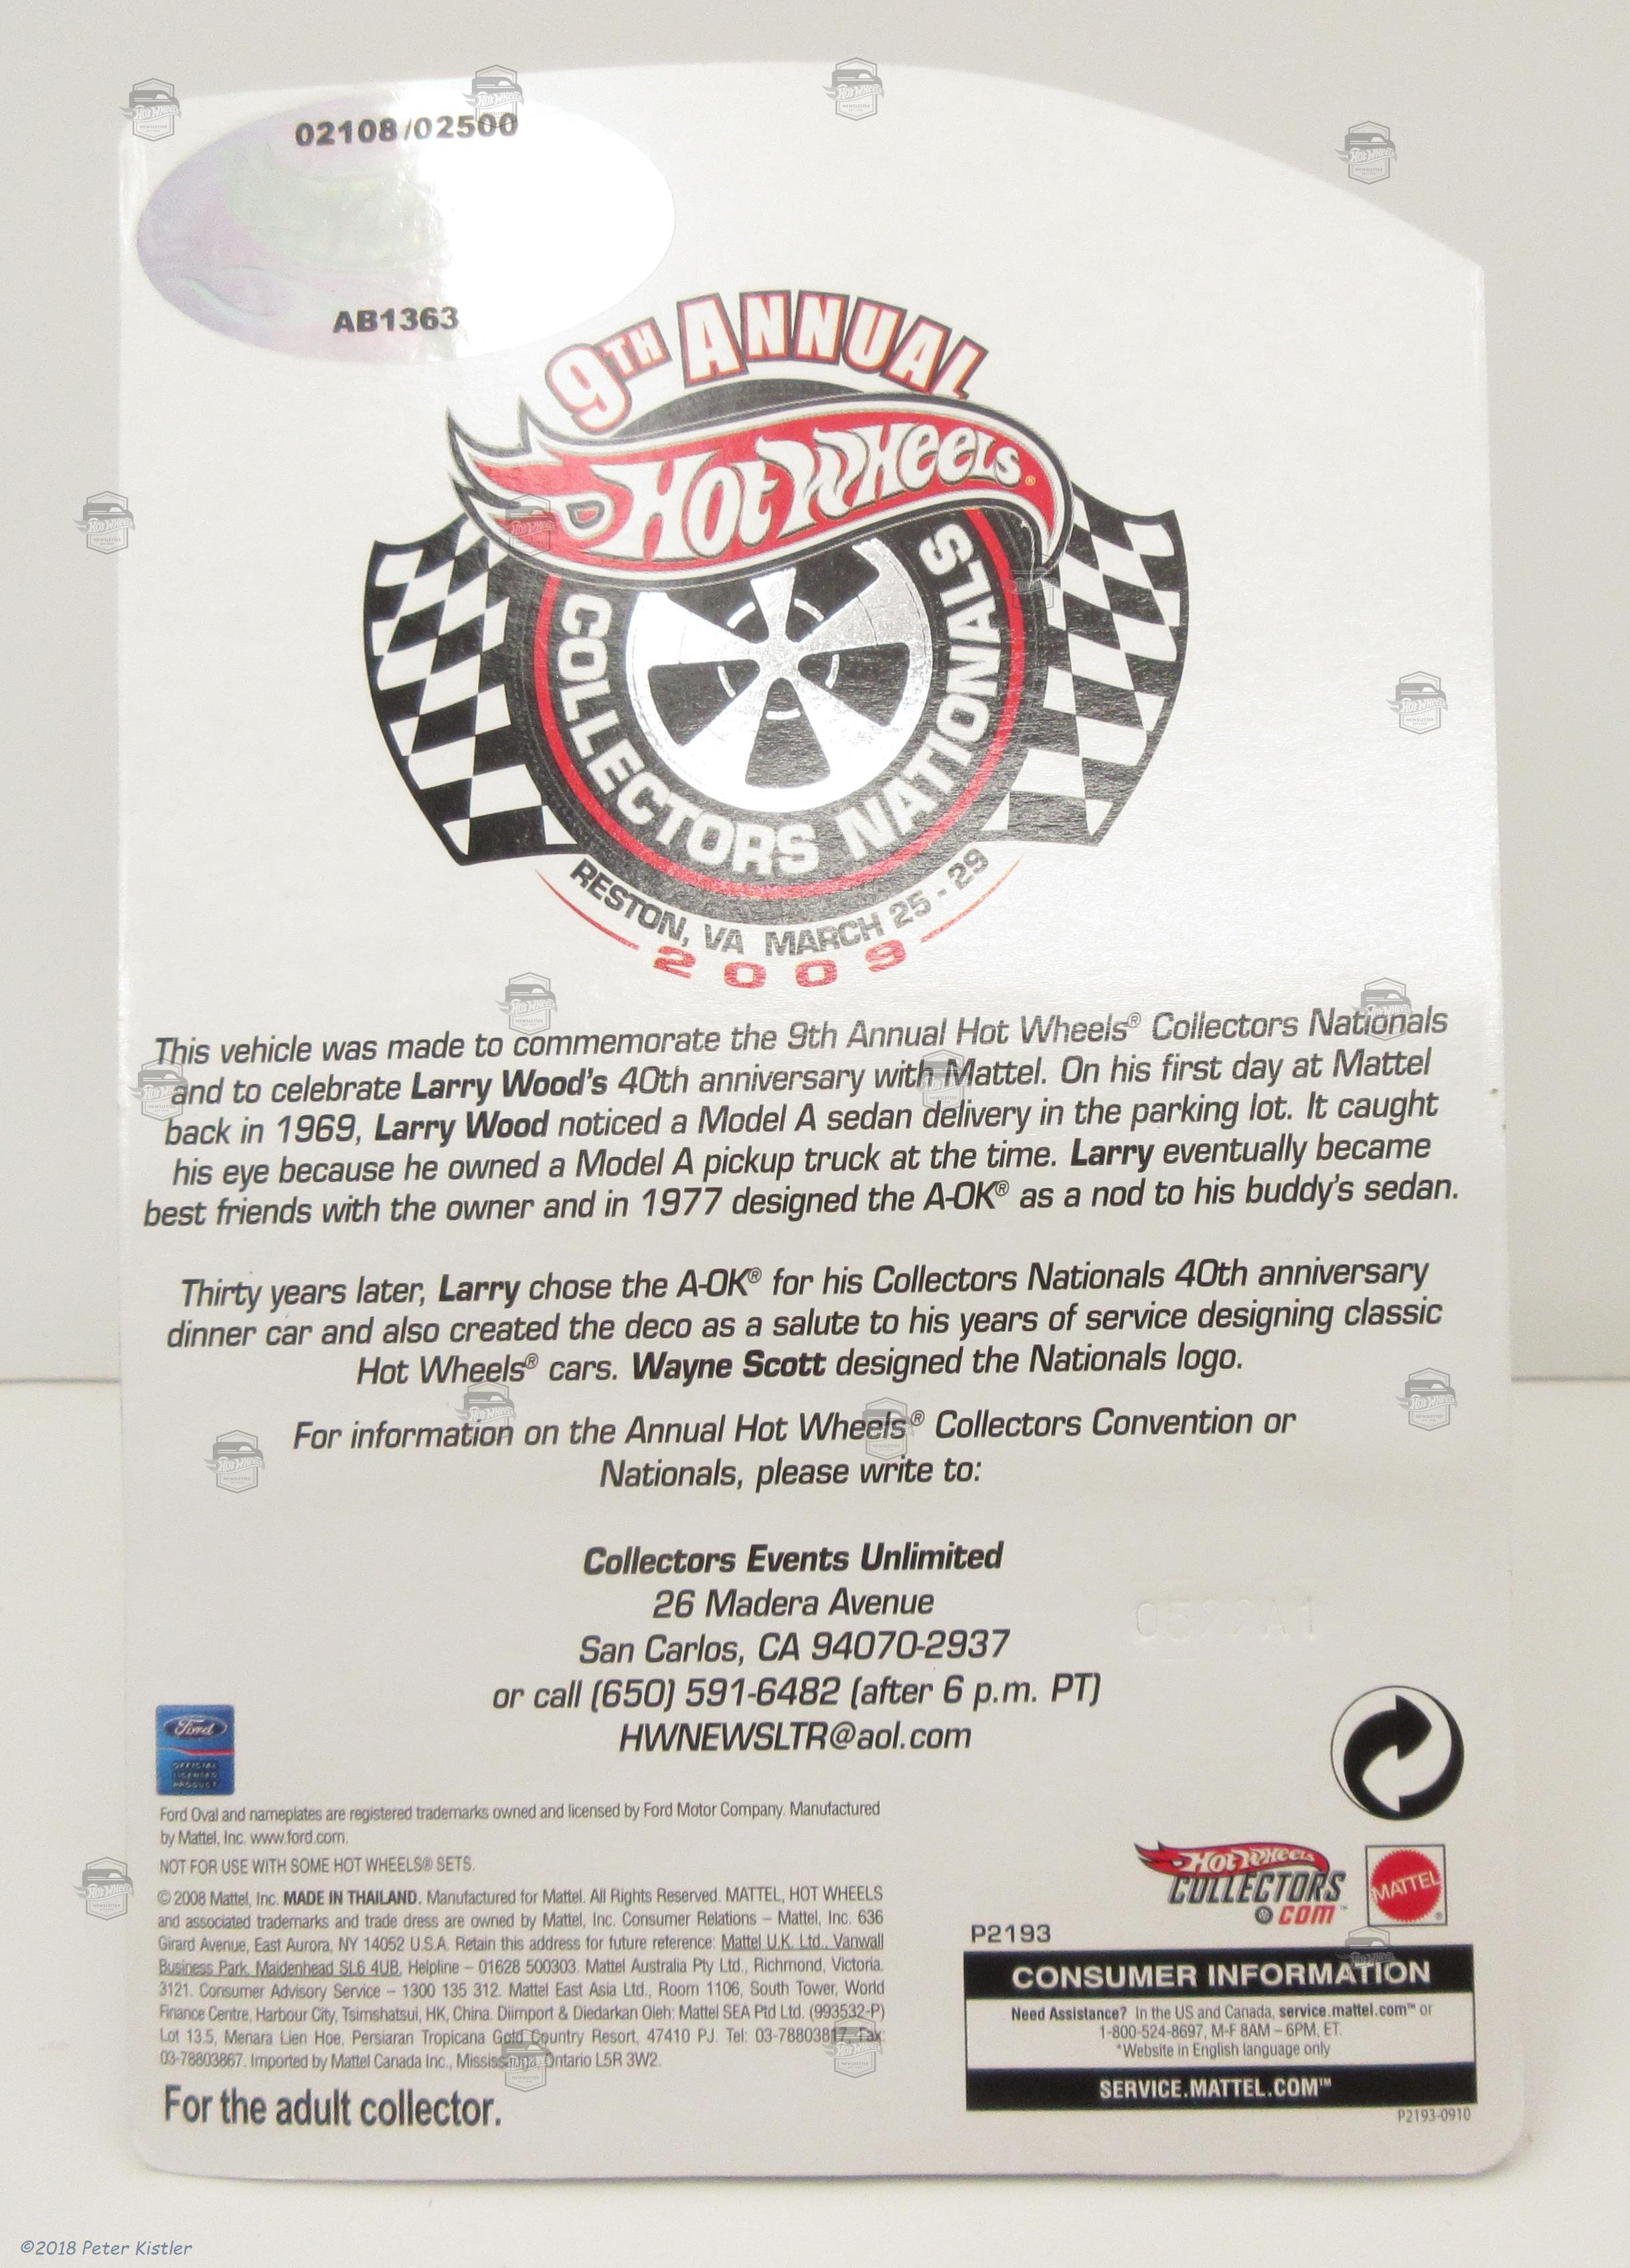 02108/02500
AB1363
9TH ANNUAL
HOT WHEELS®
COLLECTORS NATIONALS
RESTON, VA MARCH 25 - 29
2009
This vehicle was made to commemorate the 9th Annual Hot Wheels® Collectors Nationals
and to celebrate Larry Wood's 40th anniversary with Mattel. On his first day at Mattel
back in 1969, Larry Wood noticed a Model A sedan delivery in the parking lot. It caught
his eye because he owned a Model A pickup truck at the time. Larry eventually became
best friends with the owner and in 1977 designed the A-OK® as a nod to his buddy's sedan.
Thirty years later, Larry chose the A-OK® for his Collectors Nationals 40th anniversary
dinner car and also created the deco as a salute to his years of service designing classic
Hot Wheels® cars. Wayne Scott designed the Nationals logo.
For information on the Annual Hot Wheels® Collectors Convention or
Nationals, please write to:
Collectors Events Unlimited
26 Madera Avenue
San Carlos, CA 94070-2937
or call (650) 591-6482 (after 6 p.m. PT)
HWNEWSLTR@aol.com
Ford
OFFICIAL
LICENSED
PRODUCT
Ford Oval and nameplates are registered trademarks owned and licensed by Ford Motor Company. Manufactured
by Mattel, Inc. www.ford.com.
NOT FOR USE WITH SOME HOT WHEELS® SETS.
© 2008 Mattel, Inc. MADE IN THAILAND. Manufactured for Mattel. All Rights Reserved. MATTEL, HOT WHEELS
and associated trademarks and trade dress are owned by Mattel, Inc. Consumer Relations – Mattel, Inc. 636
Girard Avenue, East Aurora, NY 14052 U.S.A. Retain this address for future reference: Mattel U.K. Ltd., Vanwall
Business Park, Maidenhead SL6 4UB. Helpline – 01628 500303. Mattel Australia Pty Ltd., Richmond, Victoria.
3121. Consumer Advisory Service – 1300 135 312. Mattel East Asia Ltd., Room 1106, South Tower, World
Finance Centre, Harbour City, Tsimshatsui, HK, China. Diimport & Diedarkan Oleh: Mattel SEA Ptd Ltd. (993532-P)
Lot 13.5, Menara Lien Hoe, Persiaran Tropicana Gold Country Resort, 47410 PJ. Tel: 03-78803817, Fax:
03-78803867. Imported by Mattel Canada Inc., Mississauga, Ontario L5R 3W2.
For the adult collector.
HOT WHEELS
COLLECTORS
.COM™
MATTEL®
P2193
CONSUMER INFORMATION
Need Assistance? In the US and Canada, service.mattel.com™ or
1-800-524-8697, M-F 8AM – 6PM, ET.
*Website in English language only
SERVICE.MATTEL.COM™
P2193-0910
©2018 Peter Kistler